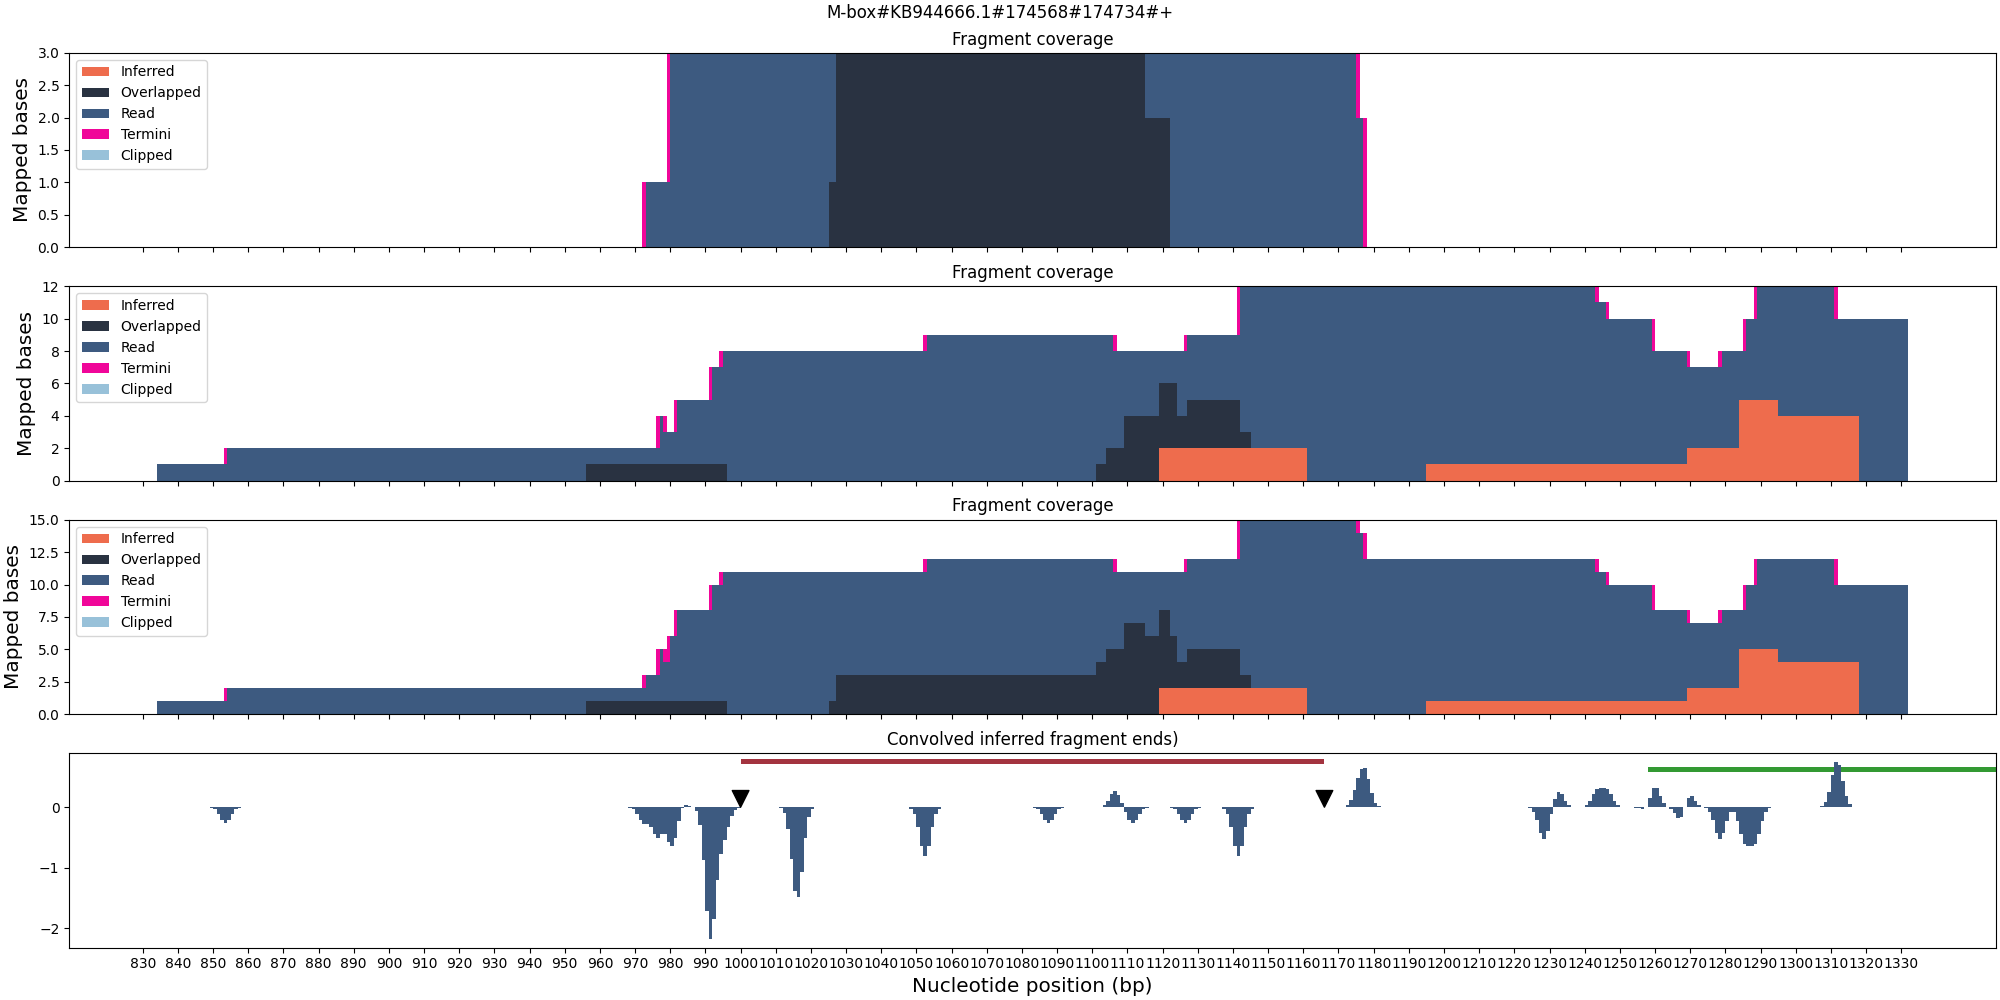 M-box#KB944666.1#174568#174734#+
Fragment coverage
Mapped bases
3.0
2.5
2.0
1.5
1.0
0.5
0.0
Inferred
Overlapped
Read
Termini
Clipped
Fragment coverage
Mapped bases
12
10
8
6
4
2
0
Inferred
Overlapped
Read
Termini
Clipped
Fragment coverage
Mapped bases
15.0
12.5
10.0
7.5
5.0
2.5
0.0
Inferred
Overlapped
Read
Termini
Clipped
Convolved inferred fragment ends)
0
−1
−2
830 840 850 860 870 880 890 900 910 920 930 940 950 960 970 980 990 1000 1010 1020 1030 1040 1050 1060 1070 1080 1090 1100 1110 1120 1130 1140 1150 1160 1170 1180 1190 1200 1210 1220 1230 1240 1250 1260 1270 1280 1290 1300 1310 1320 1330
Nucleotide position (bp)